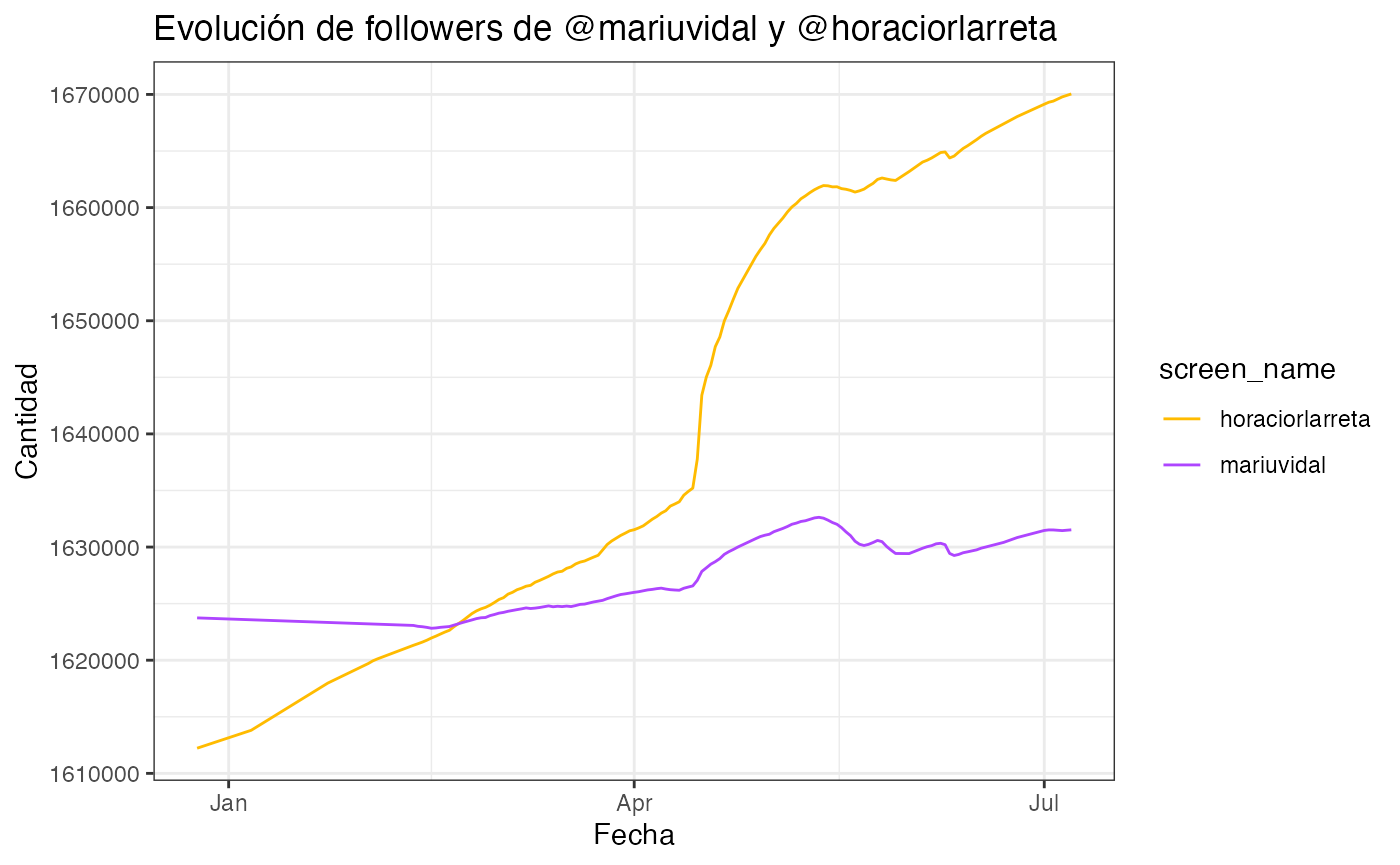 Evolución de followers de @mariuvidal y @horaciorlarreta
1670000
1660000
1650000
1640000
1630000
1620000
1610000
Cantidad
Jan
Apr
Jul
Fecha
screen_name
horaciorlarreta
mariuvidal